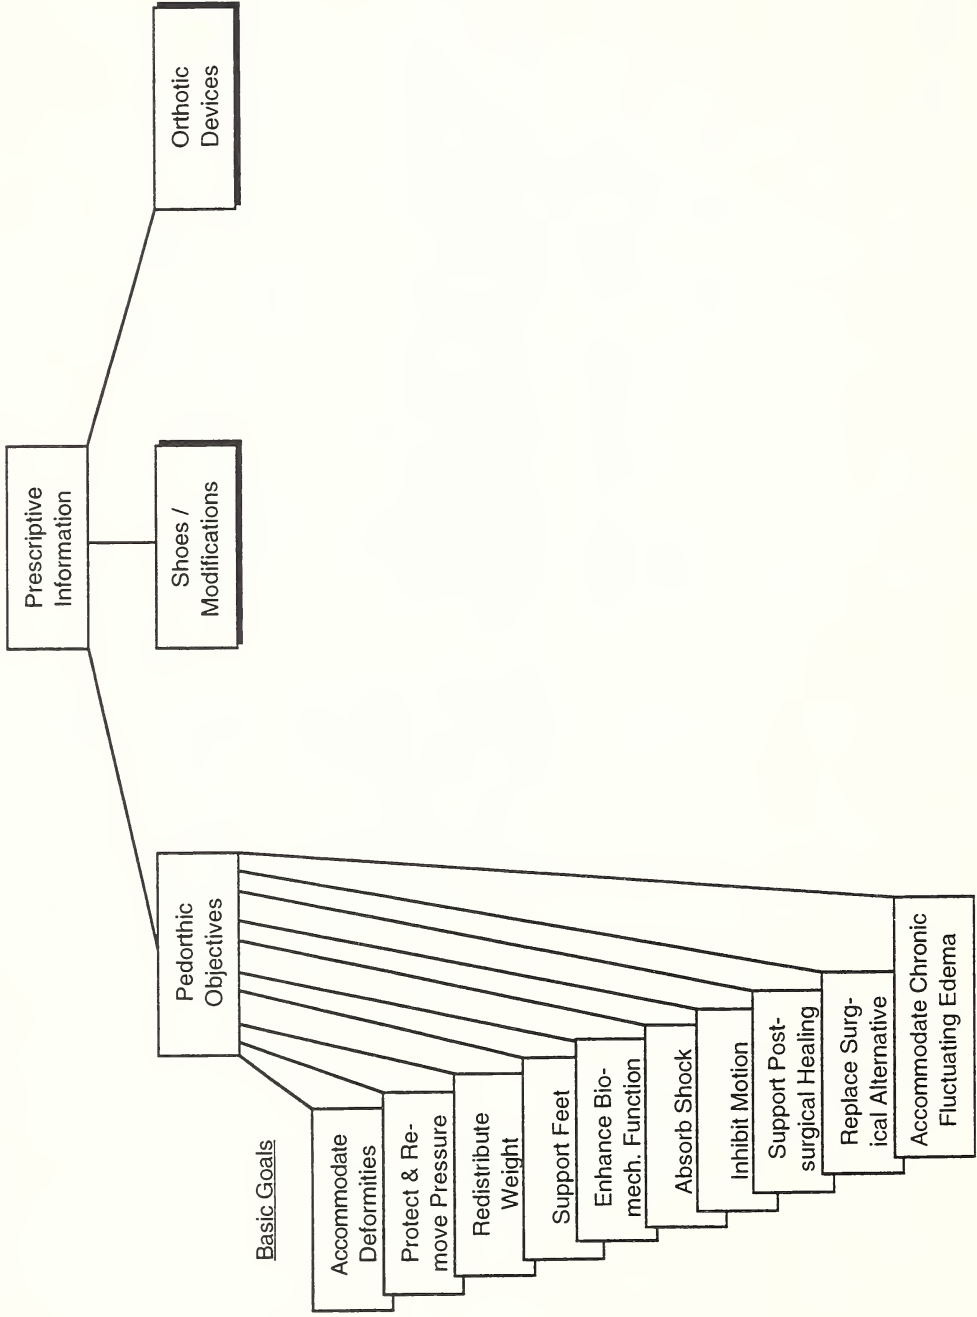 Prescriptive
Information
Pedorthic
Objectives
Shoes /
Modifications
Orthotic
Devices
Basic Goals
Accommodate
Deformities
Protect & Re-
move Pressure
Redistribute
Weight
Support Feet
Enhance Bio-
mech. Function
Absorb Shock
Inhibit Motion
Support Post-
surgical Healing
Replace Surg-
ical Alternative
Accommodate Chronic
Fluctuating Edema